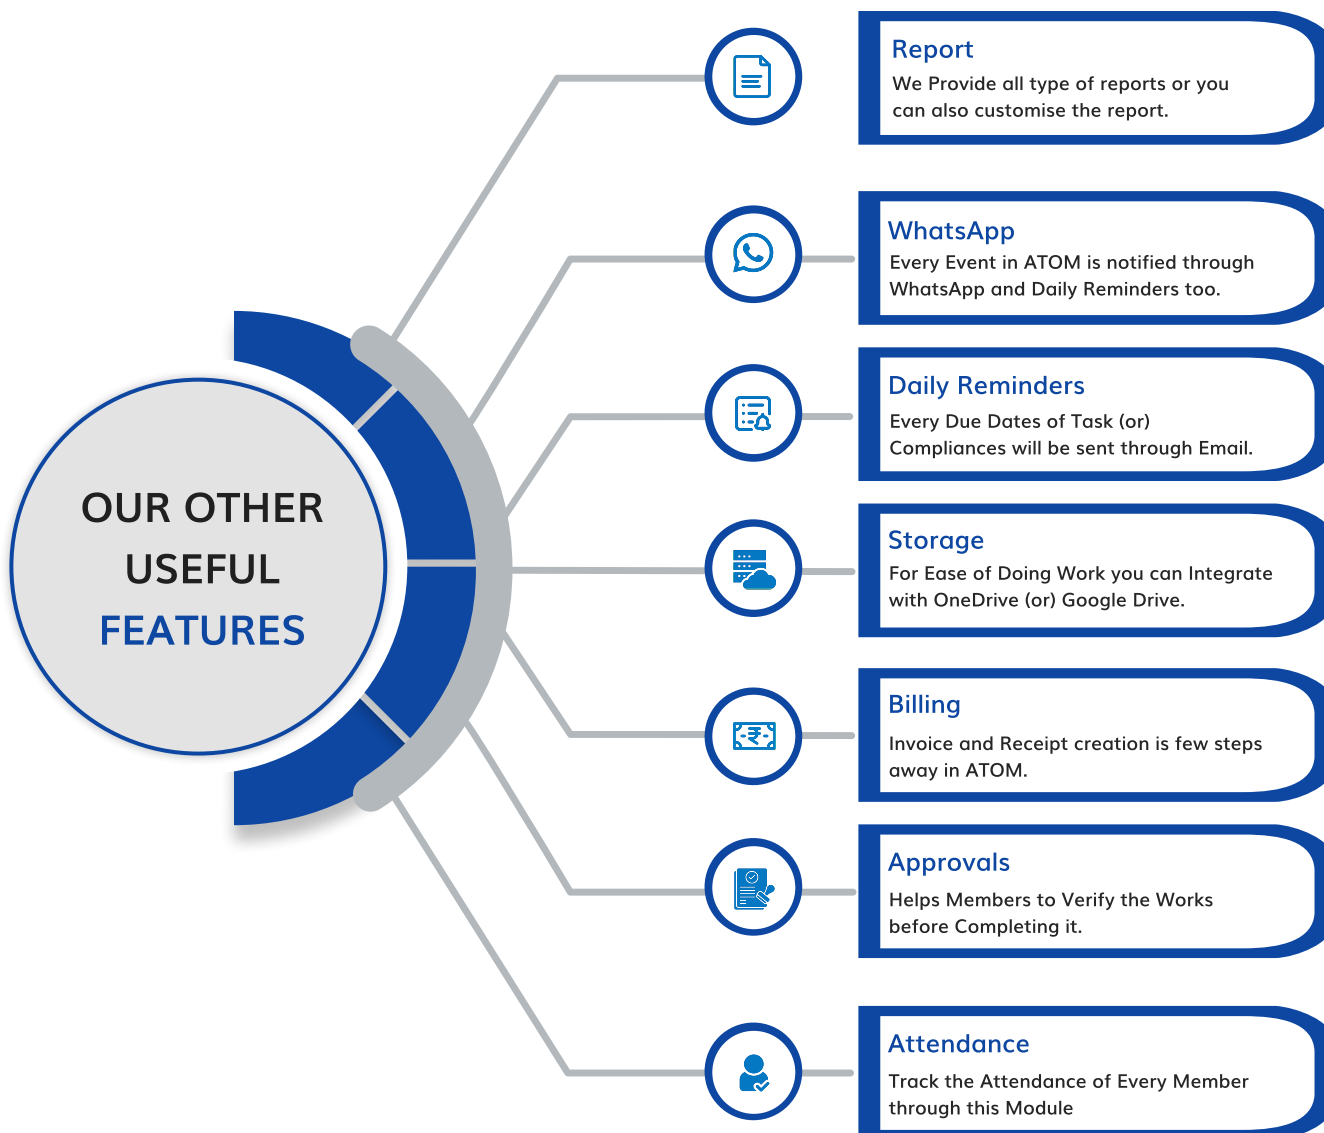 OUR OTHER
USEFUL
FEATURES
Report
We Provide all type of reports or you
can also customise the report.
WhatsApp
Every Event in ATOM is notified through
WhatsApp and Daily Reminders too.
Daily Reminders
Every Due Dates of Task (or)
Compliances will be sent through Email.
Storage
For Ease of Doing Work you can Integrate
with OneDrive (or) Google Drive.
Billing
Invoice and Receipt creation is few steps
away in ATOM.
Approvals
Helps Members to Verify the Works
before Completing it.
Attendance
Track the Attendance of Every Member
through this Module